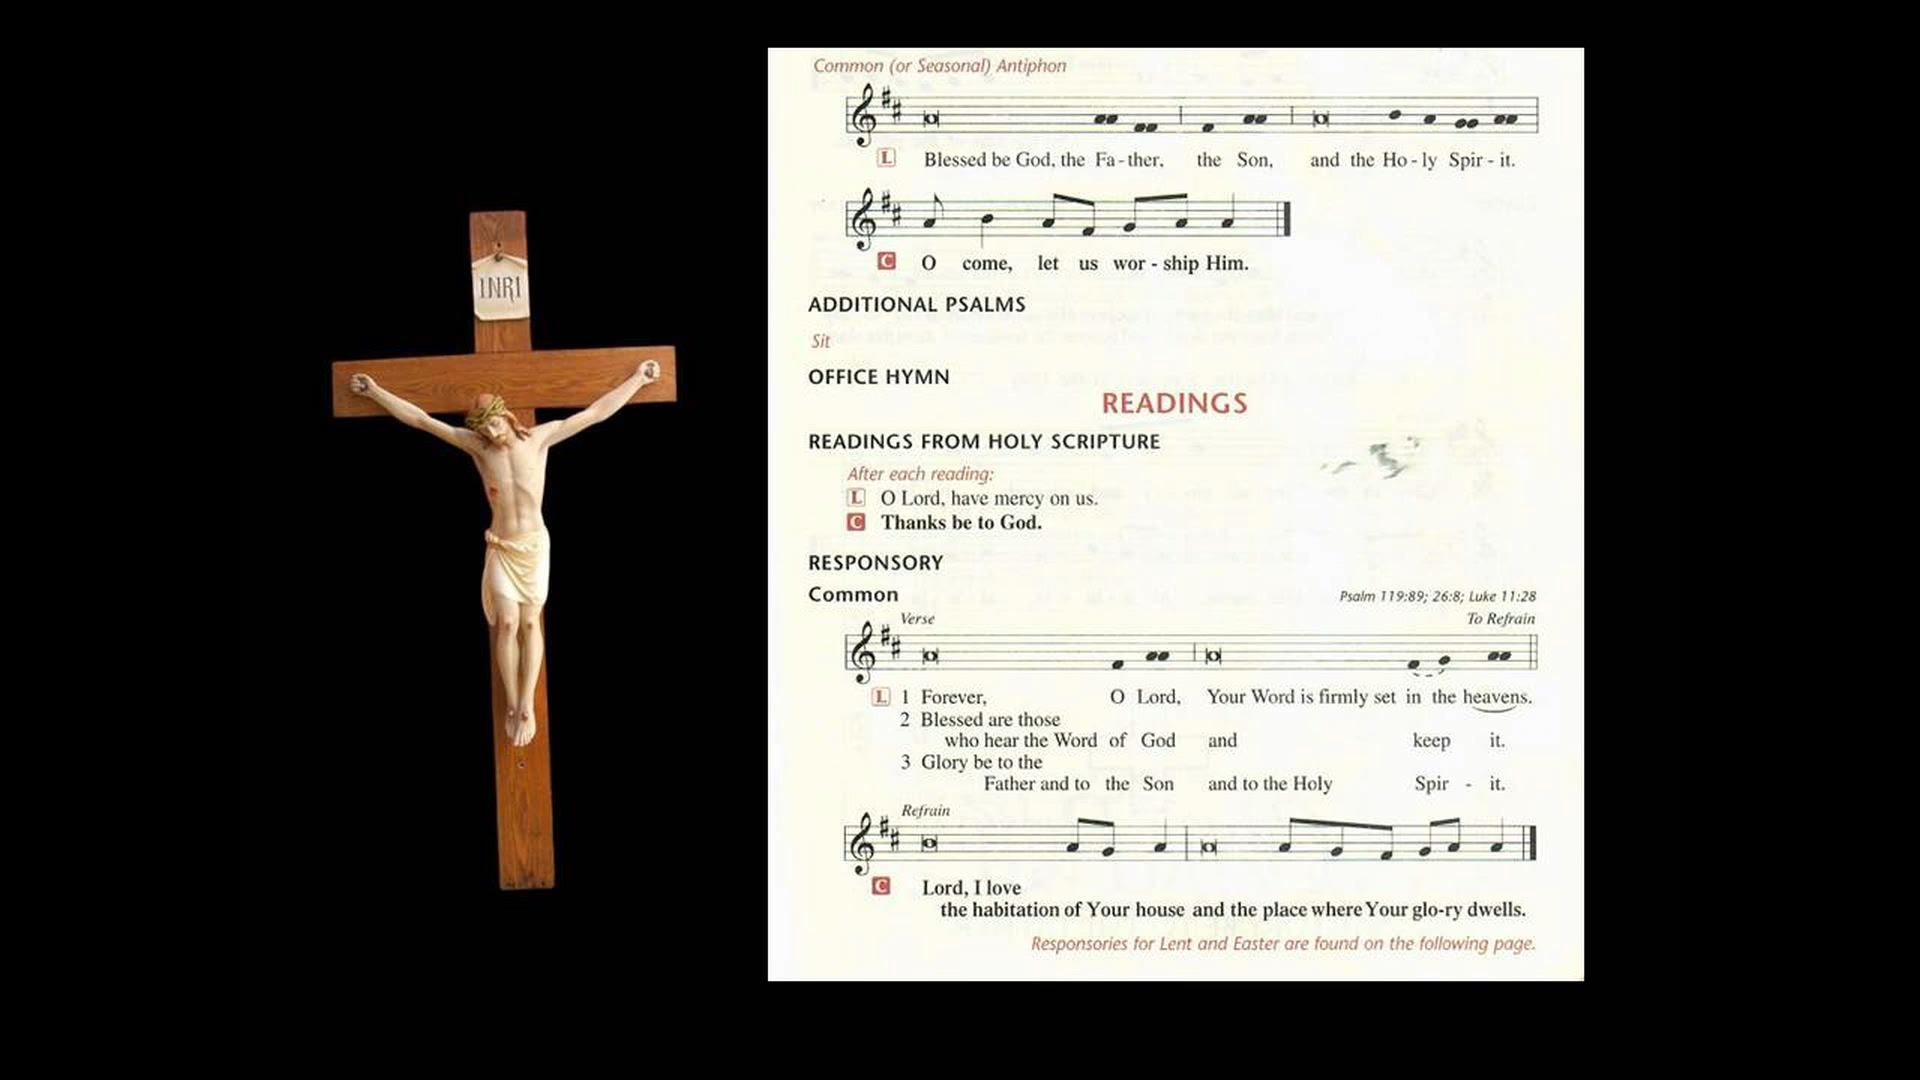 INRI
Common (or Seasonal) Antiphon
L Blessed be God, the Fa - ther, the Son, and the Ho - ly Spir - it.
C O come, let us wor - ship Him.
ADDITIONAL PSALMS
Sit
OFFICE HYMN
READINGS
READINGS FROM HOLY SCRIPTURE
After each reading:
L O Lord, have mercy on us.
C Thanks be to God.
RESPONSORY
Common Psalm 119:89; 26:8; Luke 11:28
Verse To Refrain
L 1 Forever, O Lord, Your Word is firmly set in the heavens.
2 Blessed are those
who hear the Word of God and keep it.
3 Glory be to the
Father and to the Son and to the Holy Spir - it.
Refrain
C Lord, I love
the habitation of Your house and the place where Your glo-ry dwells.
Responsories for Lent and Easter are found on the following page.